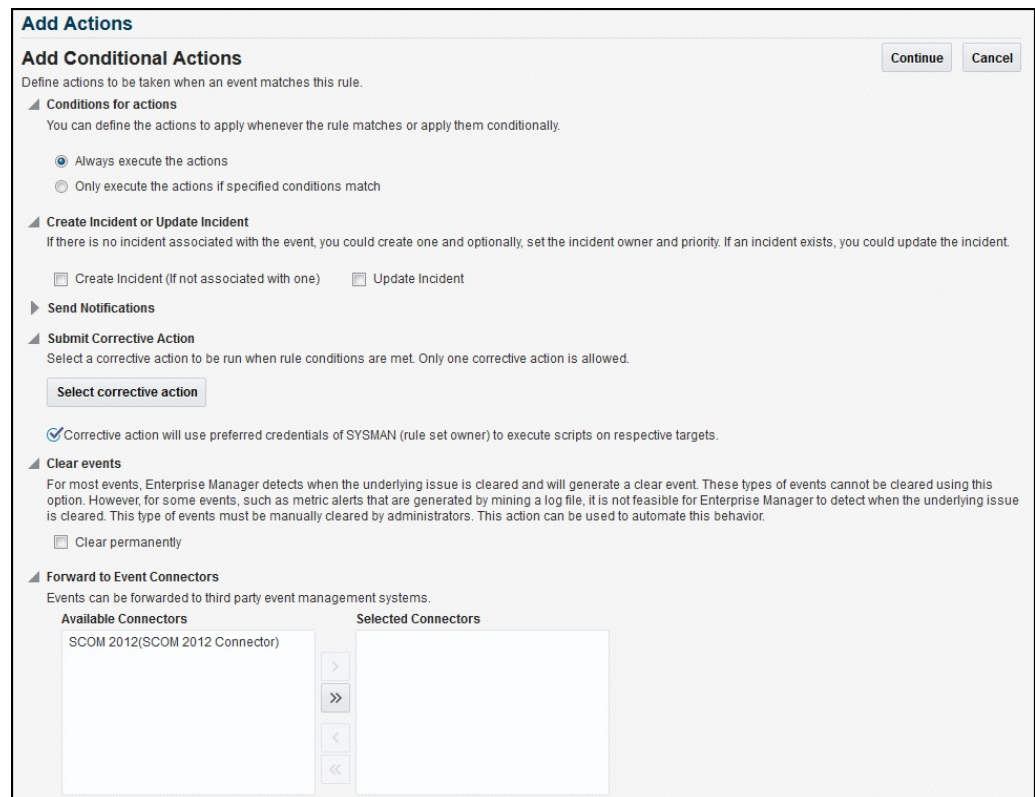 Add Actions
Add Conditional Actions
Continue
Cancel
Define actions to be taken when an event matches this rule.
Conditions for actions
You can define the actions to apply whenever the rule matches or apply them conditionally.
Always execute the actions
Only execute the actions if specified conditions match
Create Incident or Update Incident
If there is no incident associated with the event, you could create one and optionally, set the incident owner and priority. If an incident exists, you could update the incident.
Create Incident (If not associated with one)
Update Incident
Send Notifications
Submit Corrective Action
Select a corrective action to be run when rule conditions are met. Only one corrective action is allowed.
Select corrective action
Corrective action will use preferred credentials of SYSMAN (rule set owner) to execute scripts on respective targets.
Clear events
For most events, Enterprise Manager detects when the underlying issue is cleared and will generate a clear event. These types of events cannot be cleared using this
option. However, for some events, such as metric alerts that are generated by mining a log file, it is not feasible for Enterprise Manager to detect when the underlying issue
is cleared. This type of events must be manually cleared by administrators. This action can be used to automate this behavior.
Clear permanently
Forward to Event Connectors
Events can be forwarded to third party event management systems.
Available Connectors
Selected Connectors
SCOM 2012(SCOM 2012 Connector)